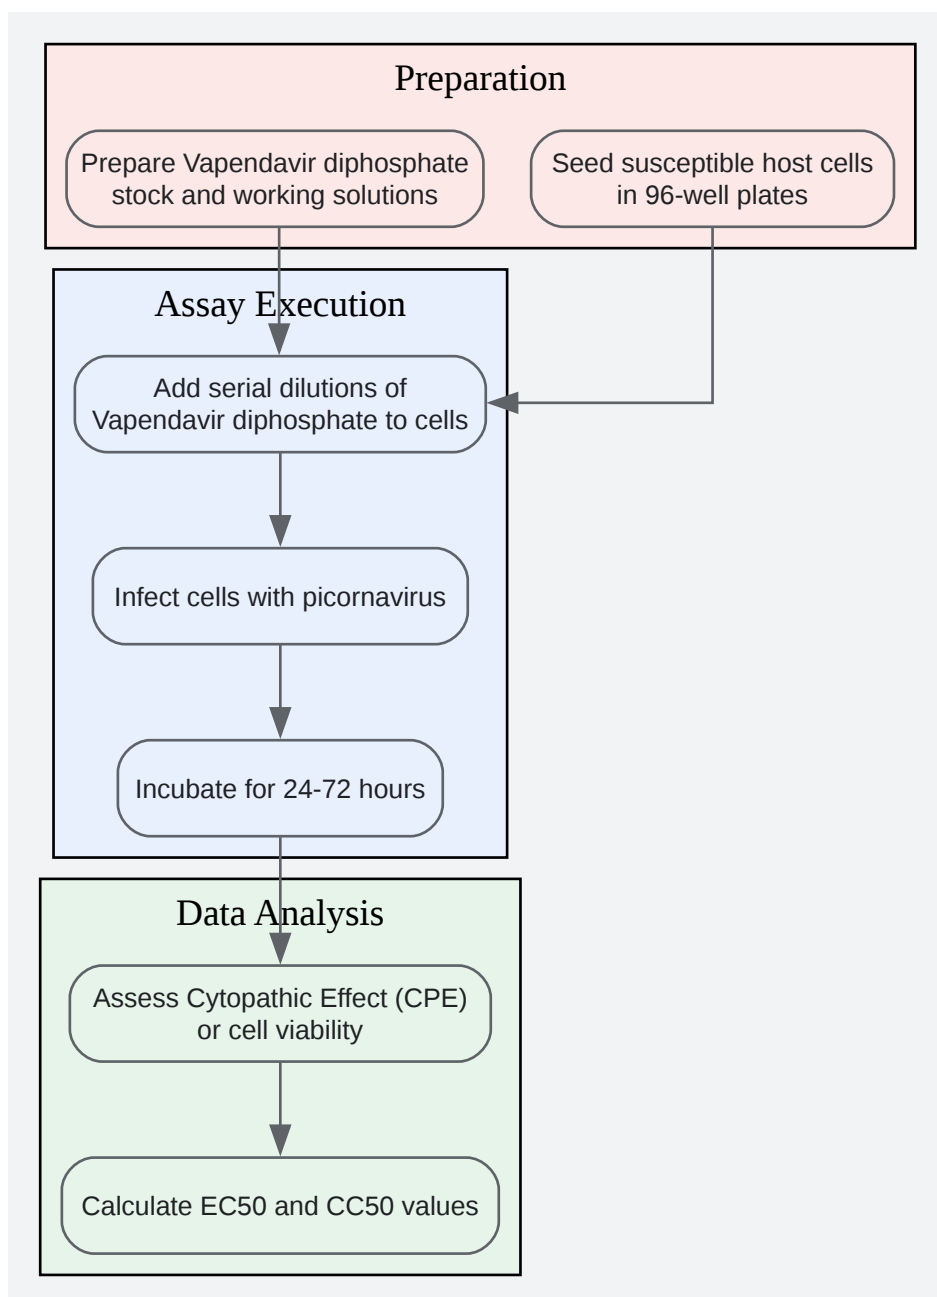 Preparation
Prepare Vapendavir diphosphate
stock and working solutions
Seed susceptible host cells
in 96-well plates
Assay Execution
Add serial dilutions of
Vapendavir diphosphate to cells
Infect cells with picornavirus
Incubate for 24-72 hours
Data Analysis
Assess Cytopathic Effect (CPE)
or cell viability
Calculate EC50 and CC50 values